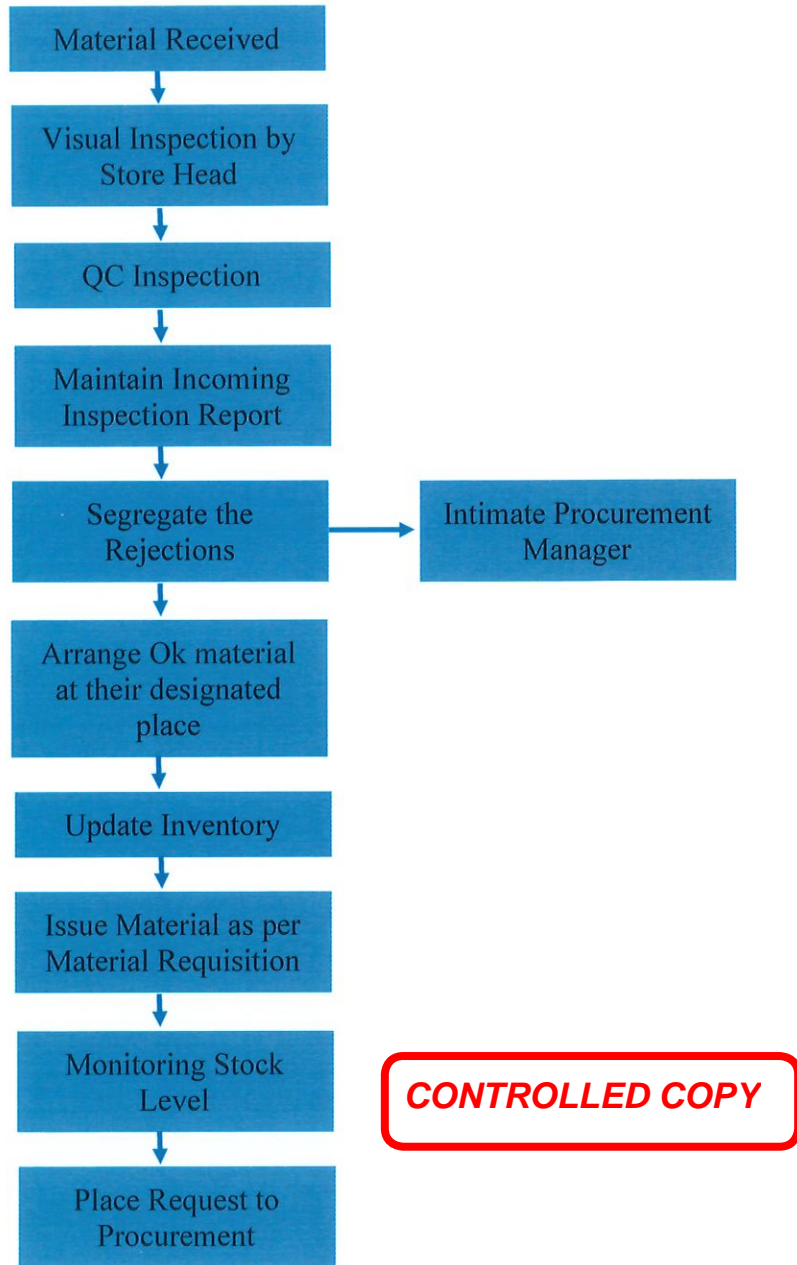 Material Received
Visual Inspection by
Store Head
QC Inspection
Maintain Incoming
Inspection Report
Segregate the
Rejections
Intimate Procurement
Manager
Arrange Ok material
at their designated
place
Update Inventory
Issue Material as per
Material Requisition
Monitoring Stock
Level
CONTROLLED COPY
Place Request to
Procurement